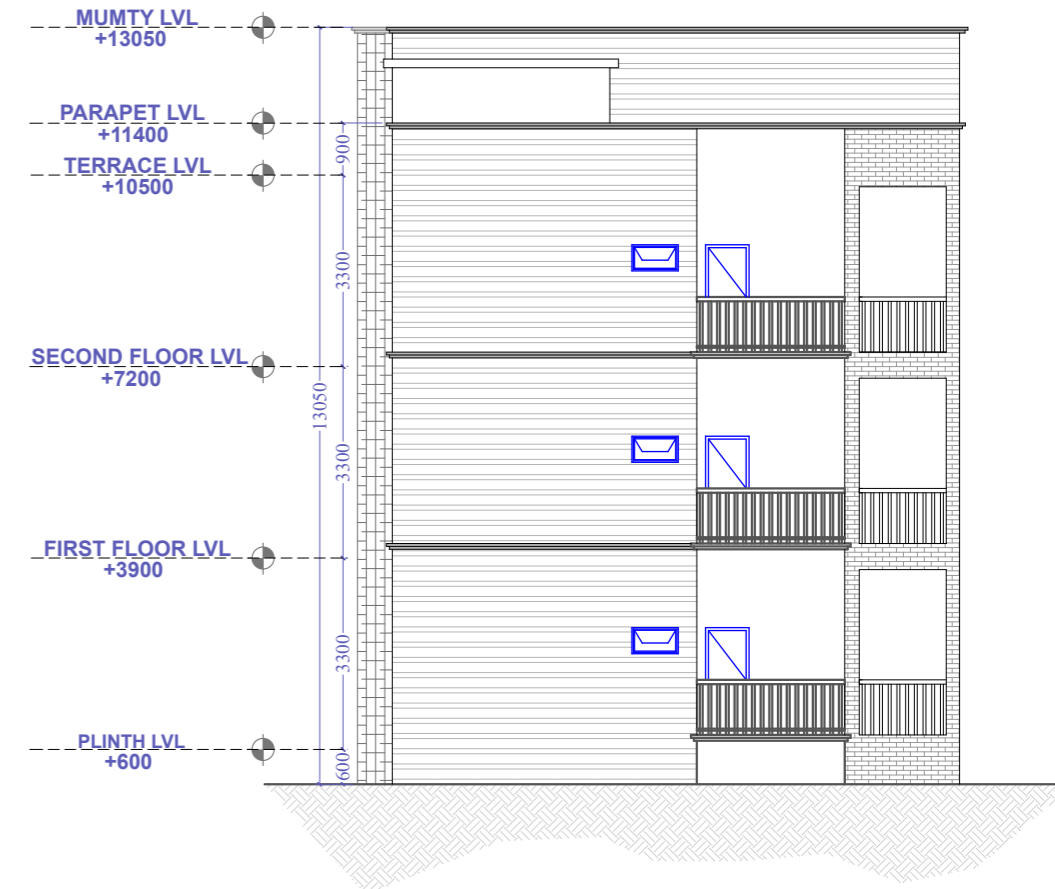 MUMTY LVL
+13050
PARAPET LVL
+11400
900
TERRACE LVL
+10500
3300
SECOND FLOOR LVL
+7200
13050
3300
FIRST FLOOR LVL
+3900
3300
PLINTH LVL
+600
600